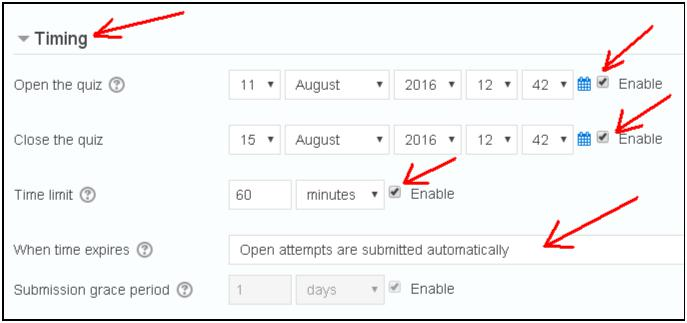 Timing
Open the quiz ? 11 August 2016 12 42 Enable
Close the quiz 15 August 2016 12 42 Enable
Time limit ? 60 minutes Enable
When time expires ? Open attempts are submitted automatically
Submission grace period ? 1 days Enable